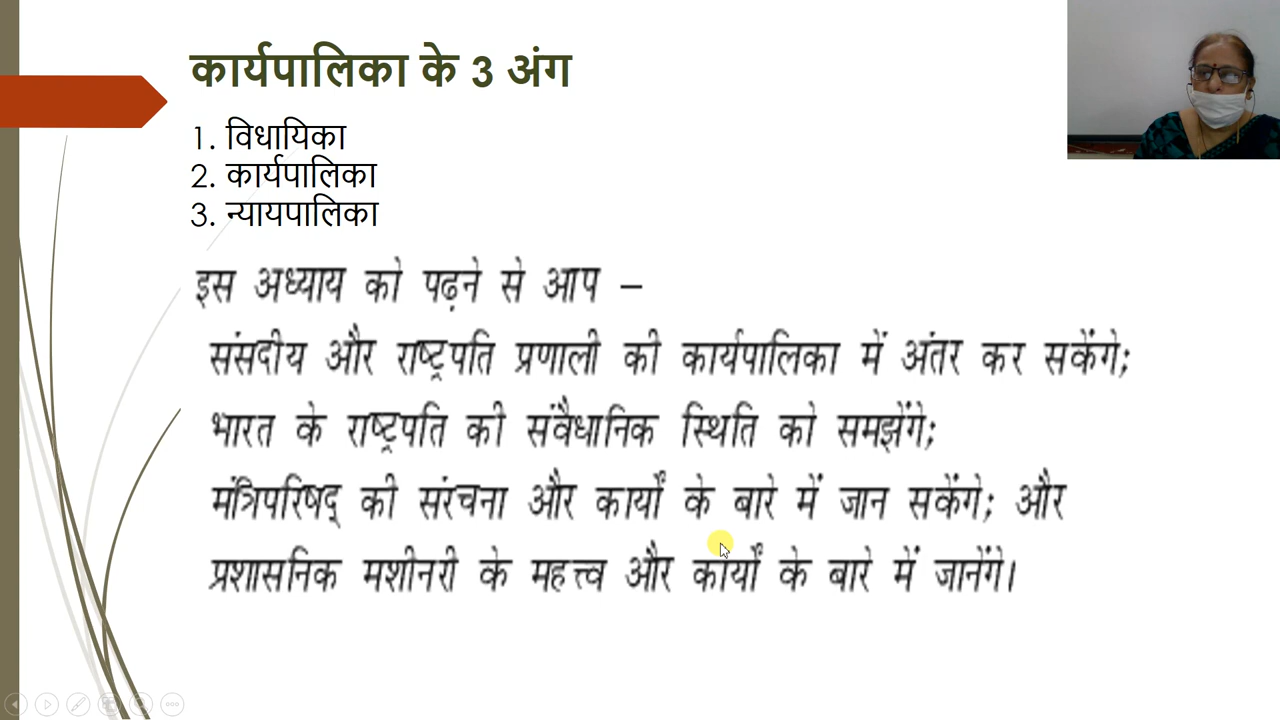 कार्यपालिका के 3 अंग
1. विधायिका
2. कार्यपालिका
3. न्यायपालिका
इस अध्याय को पढ़ने से आप –
संसदीय और राष्ट्रपति प्रणाली की कार्यपालिका में अंतर कर सकेंगे;
भारत के राष्ट्रपति की संवैधानिक स्थिति को समझेंगे;
मंत्रिपरिषद् की संरचना और कार्यों के बारे में जान सकेंगे; और
प्रशासनिक मशीनरी के महत्त्व और कार्यों के बारे में जानेंगे।